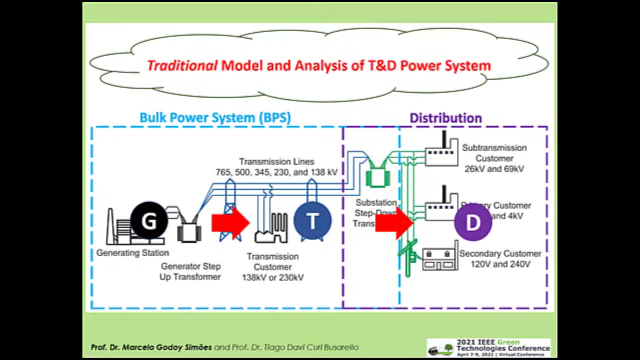 Traditional Model and Analysis of T&D Power System
Bulk Power System (BPS)
Distribution
Transmission Lines
765, 500, 345, 230, and 138 kV
Subtransmission
Customer
26kV and 69kV
G
T
Substation
Step-Down
Customer
and 4kV
D
Generating Station
Generator Step
Up Transformer
Transmission
Customer
138kV or 230kV
Secondary Customer
120V and 240V
Prof. Dr. Marcelo Godoy Simões and Prof. Dr. Tiago Davi Curi Busarello
2021 IEEE Green
Technologies Conference
April 7-9, 2021 | Virtual Conference